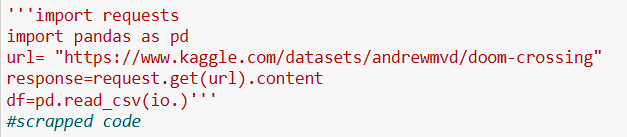 '''import requests
import pandas as pd
url= "https://www.kaggle.com/datasets/andrewmvd/doom-crossing"
response=request.get(url).content
df=pd.read_csv(io.)'''
#scrapped code